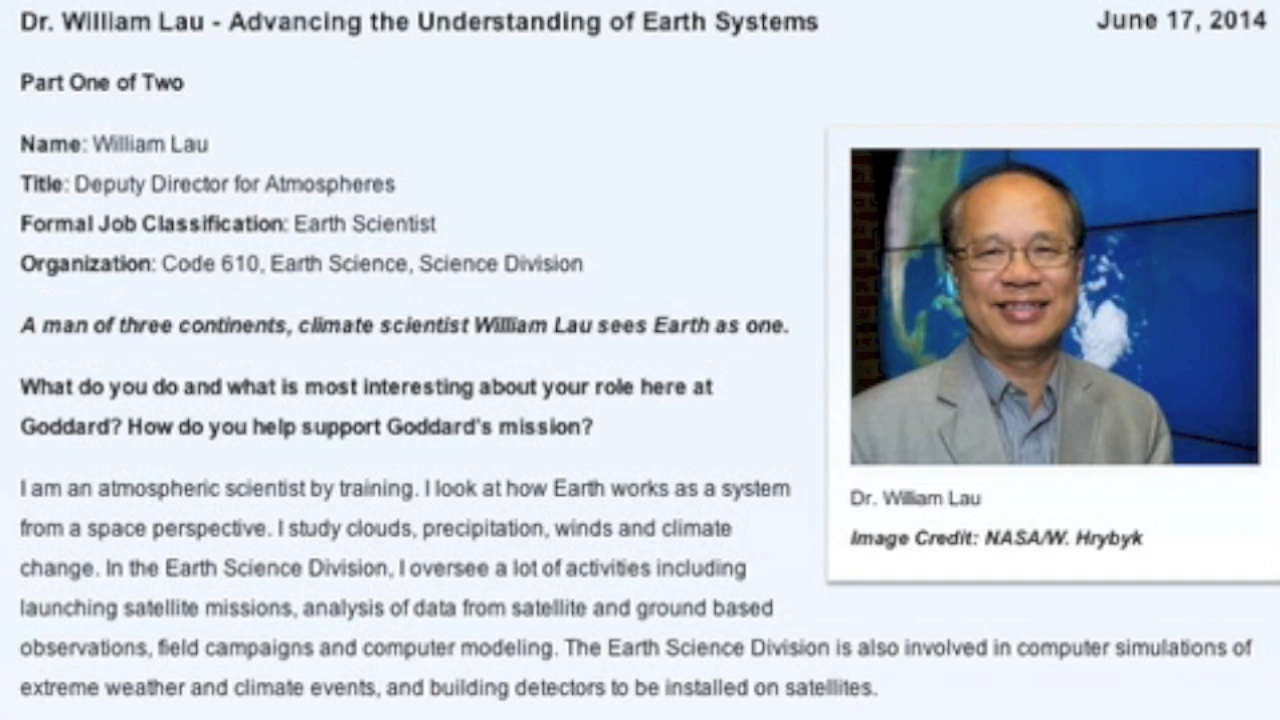 Dr. William Lau - Advancing the Understanding of Earth Systems
June 17, 2014
Part One of Two
Name: William Lau
Title: Deputy Director for Atmospheres
Formal Job Classification: Earth Scientist
Organization: Code 610, Earth Science, Science Division
A man of three continents, climate scientist William Lau sees Earth as one.
What do you do and what is most interesting about your role here at
Goddard? How do you help support Goddard's mission?
I am an atmospheric scientist by training. I look at how Earth works as a system
from a space perspective. I study clouds, precipitation, winds and climate
change. In the Earth Science Division, I oversee a lot of activities including
launching satellite missions, analysis of data from satellite and ground based
observations, field campaigns and computer modeling. The Earth Science Division is also involved in computer simulations of
extreme weather and climate events, and building detectors to be installed on satellites.
Dr. William Lau
Image Credit: NASA/W. Hrybyk